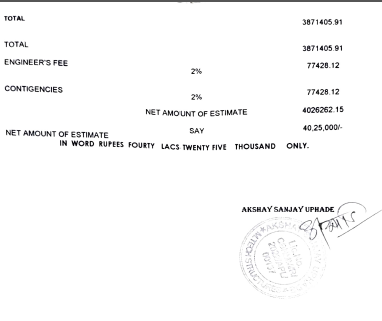 TOTAL 3871405.91
TOTAL 3871405.91
ENGINEER'S FEE 2% 77428.12
CONTIGENCIES 2% 77428.12
NET AMOUNT OF ESTIMATE 4026262.15
NET AMOUNT OF ESTIMATE SAY 40,25,000/-
IN WORD RUPEES FOURTY LACS TWENTY FIVE THOUSAND ONLY.
AKSHAY SANJAY UPHADE